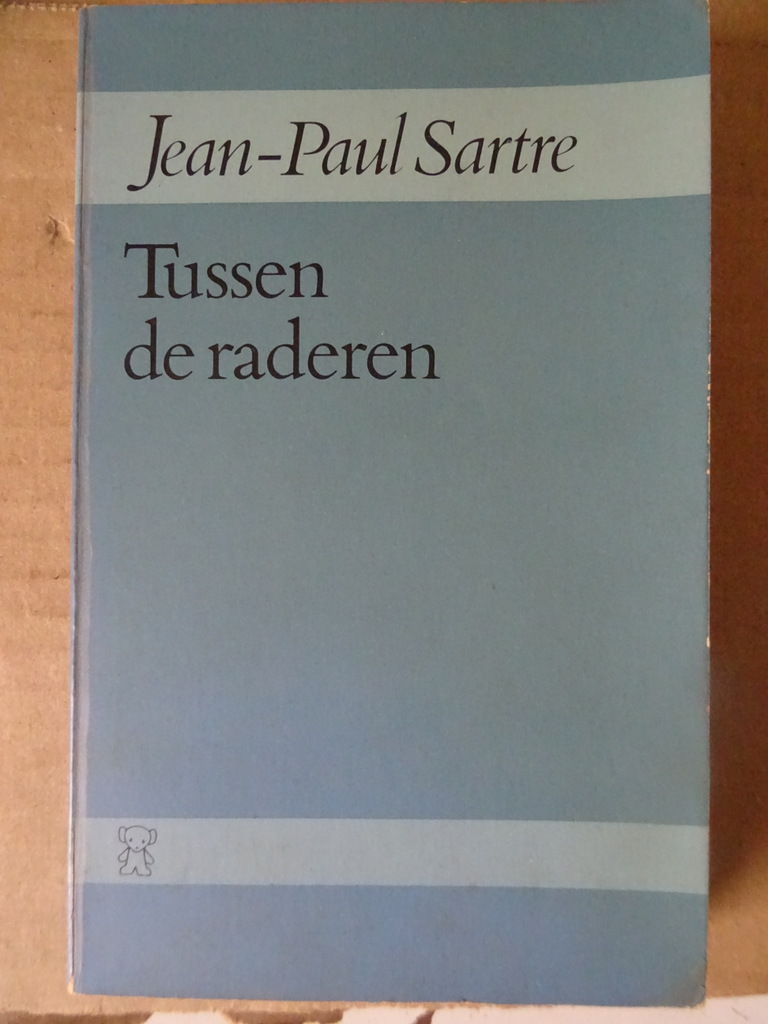 Jean-Paul Sartre
Tussen
de raderen